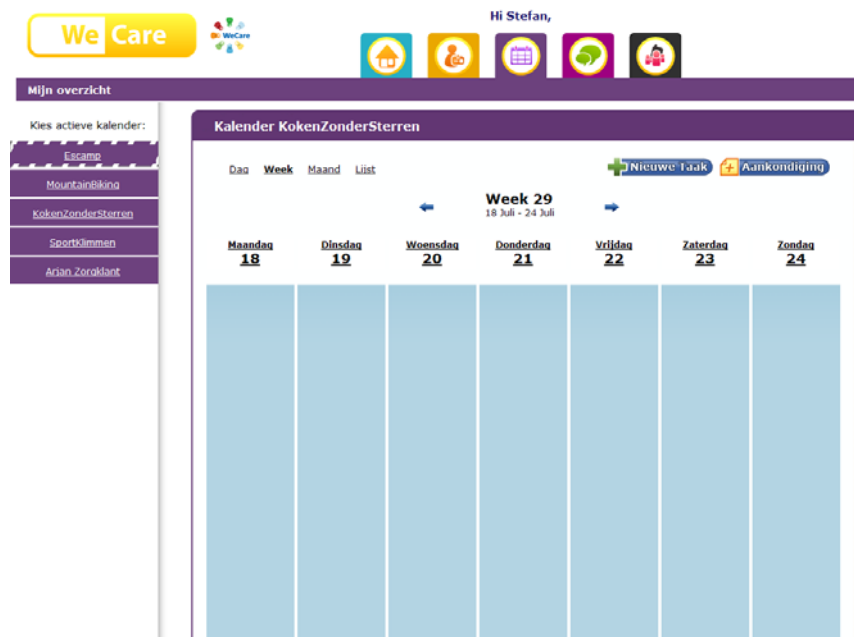 Hi Stefan,
We Care
WeCare
Mijn overzicht
Kies actieve kalender:
Escamp
MountainBiking
KokenZonderSterren
SportKlimmen
Arjan Zorgklant
Kalender KokenZonderSterren
Dag Week Maand Lijst
Nieuwe Taak Aankondiging
Week 29
18 Juli - 24 Juli
Maandag Dinsdag Woensdag Donderdag Vrijdag Zaterdag Zondag
18 19 20 21 22 23 24